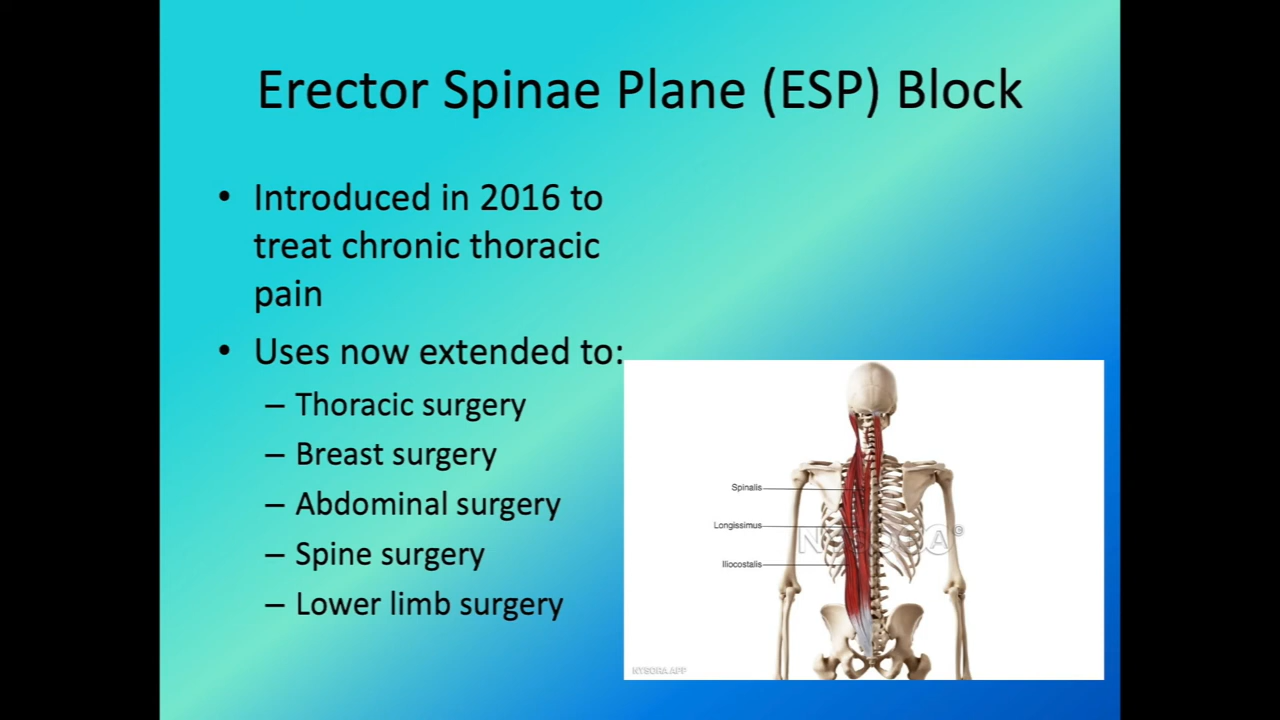 Erector Spinae Plane (ESP) Block
• Introduced in 2016 to
treat chronic thoracic
pain
• Uses now extended to:
– Thoracic surgery
– Breast surgery
– Abdominal surgery
– Spine surgery
– Lower limb surgery
Spinalis
Longissimus
Iliocostalis
NYSORA©
NYSORA APP